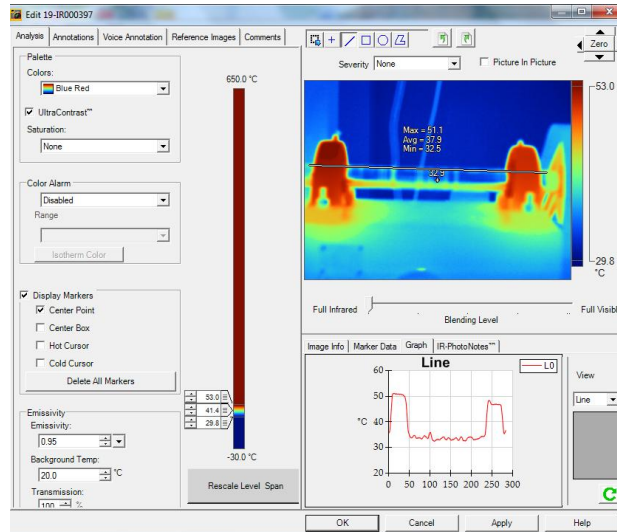 Edit 19-IR000397
Analysis
Annotations
Voice Annotation
Reference Images
Comments
Palette
Colors:
Blue Red
UltraContrast™
Saturation:
None
Color Alarm
Disabled
Range
Isotherm Color
Display Markers
Center Point
Center Box
Hot Cursor
Cold Cursor
Delete All Markers
Emissivity
Emissivity:
0.95
Background Temp:
20.0
°C
Transmission:
100
%
650.0 °C
53.0
41.4
29.8
-30.0 °C
Rescale Level Span
Zero
Severity
None
Picture In Picture
Max = 51.1
Avg = 37.9
Min = 32.5
32.9
53.0
29.8
°C
Full Infrared
Full Visibl
Blending Level
Image Info
Marker Data
Graph
IR-PhotoNotes™
Line
L0
60
50
40
30
20
°C
0 50 100 150 200 250 300
View
Line
OK
Cancel
Apply
Help